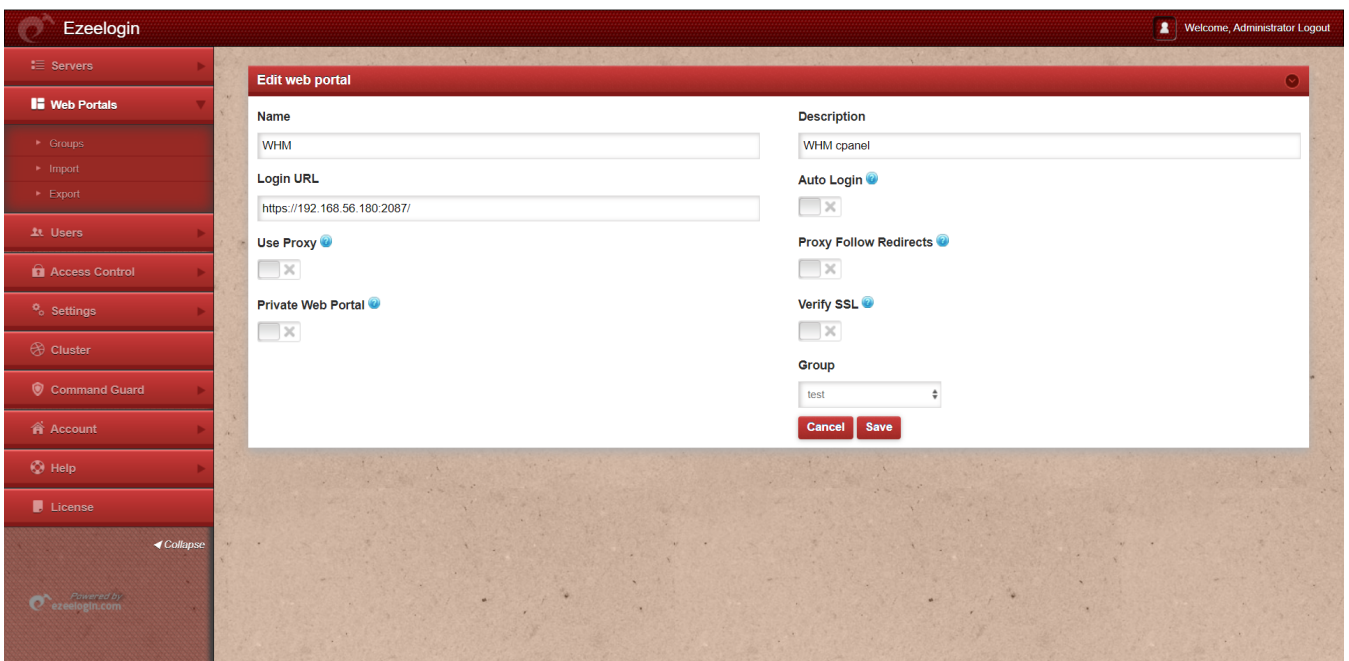 Ezeelogin
Welcome, Administrator Logout
Servers
Web Portals
Groups
Import
Export
Users
Access Control
Settings
Cluster
Command Guard
Account
Help
License
Collapse
Powered by
ezeelogin.com
Edit web portal
Name
WHM
Description
WHM cpanel
Login URL
https://192.168.56.180:2087/
Auto Login
Use Proxy
Proxy Follow Redirects
Private Web Portal
Verify SSL
Group
test
Cancel Save